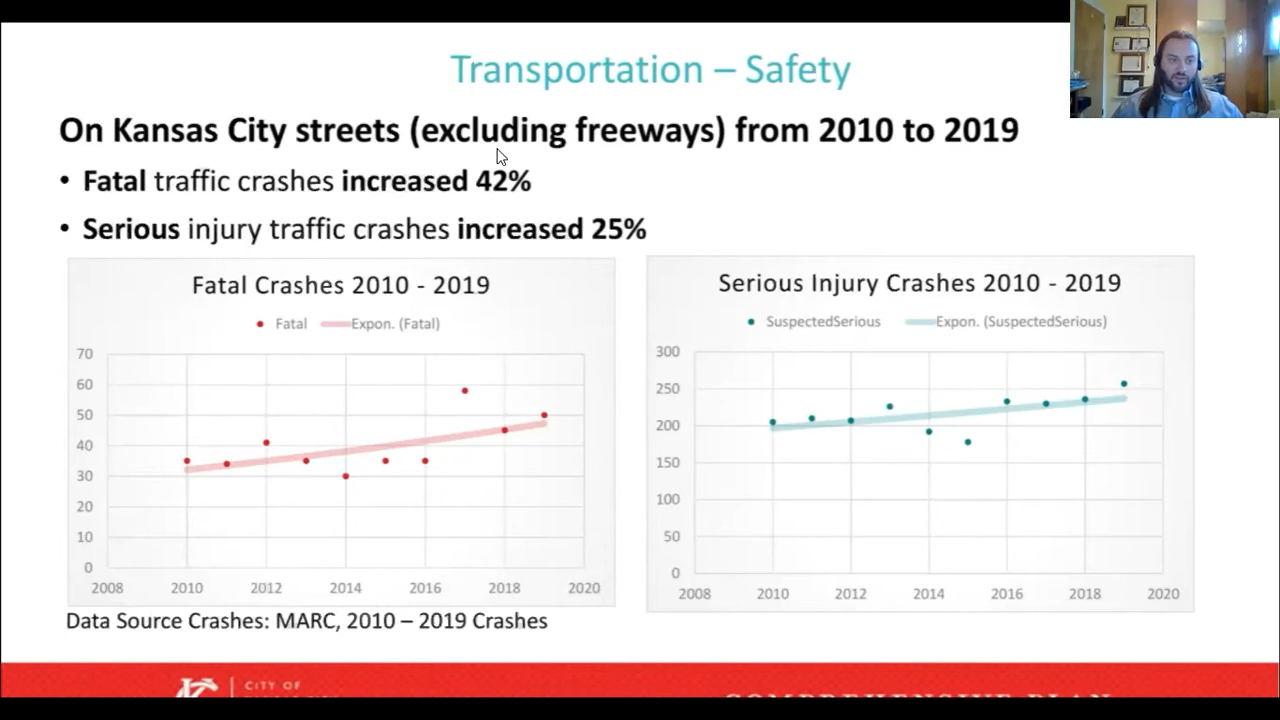 Transportation – Safety
On Kansas City streets (excluding freeways) from 2010 to 2019
• Fatal traffic crashes increased 42%
• Serious injury traffic crashes increased 25%
Fatal Crashes 2010 - 2019
Fatal Expon. (Fatal)
70
60
50
40
30
20
10
0
2008 2010 2012 2014 2016 2018 2020
Serious Injury Crashes 2010 - 2019
SuspectedSerious Expon. (SuspectedSerious)
300
250
200
150
100
50
0
2008 2010 2012 2014 2016 2018 2020
Data Source Crashes: MARC, 2010 – 2019 Crashes
CITY OF
COMPREHENSIVE PLAN